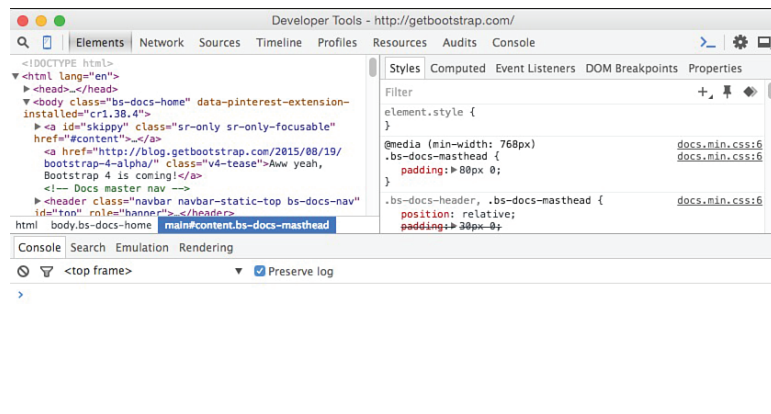 Developer Tools - http://getbootstrap.com/
Elements Network Sources Timeline Profiles Resources Audits Console
<!DOCTYPE html>
▼<html lang="en">
▶<head>…</head>
▼<body class="bs-docs-home" data-pinterest-extension-
installed="cr1.38.4">
▶<a id="skippy" class="sr-only sr-only-focusable"
href="#content">…</a>
<a href="http://blog.getbootstrap.com/2015/08/19/
bootstrap-4-alpha/" class="v4-tease">Aww yeah,
Bootstrap 4 is coming!</a>
<!-- Docs master nav -->
▶<header class="navbar navbar-static-top bs-docs-nav"
id="top" role="banner">…</header>
html body.bs-docs-home main#content.bs-docs-masthead
Styles Computed Event Listeners DOM Breakpoints Properties
Filter
element.style {
}
@media (min-width: 768px) docs.min.css:6
.bs-docs-masthead { docs.min.css:6
padding:▶80px 0;
}
.bs-docs-header, .bs-docs-masthead { docs.min.css:6
position: relative;
padding:▶30px 0;
Console Search Emulation Rendering
<top frame> ▼ Preserve log
>